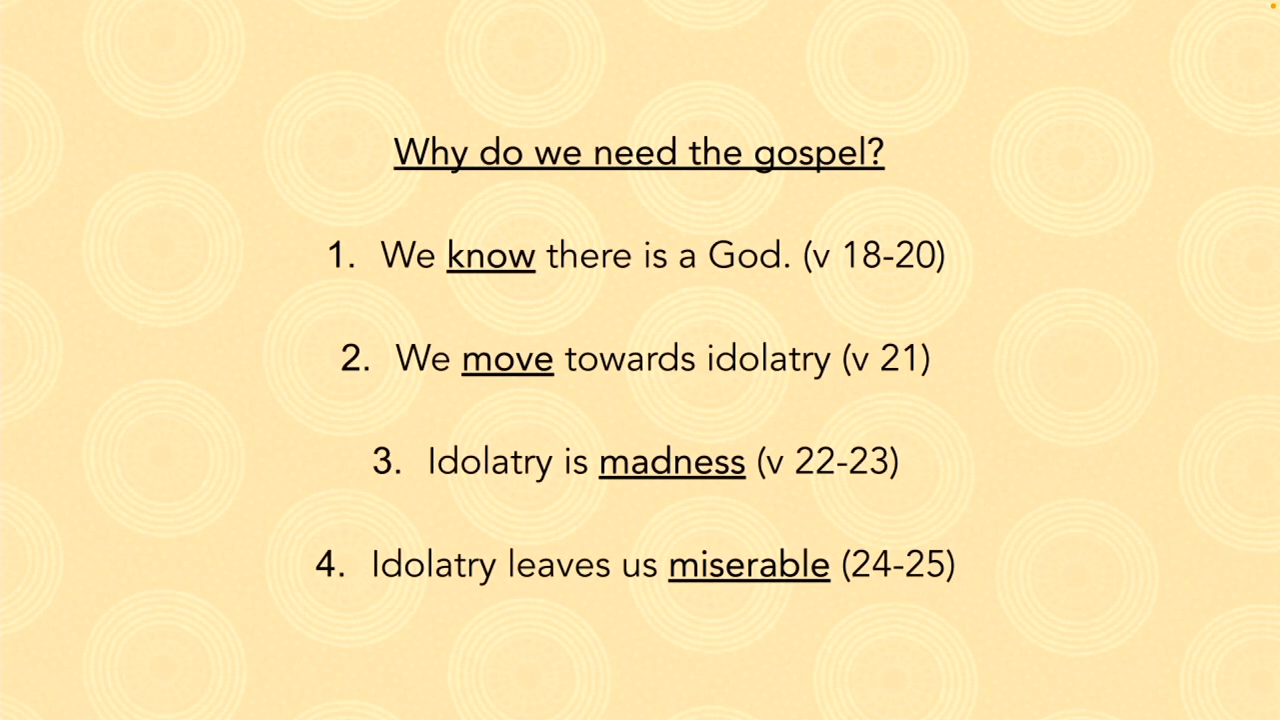 Why do we need the gospel?
1. We know there is a God. (v 18-20)
2. We move towards idolatry (v 21)
3. Idolatry is madness (v 22-23)
4. Idolatry leaves us miserable (24-25)